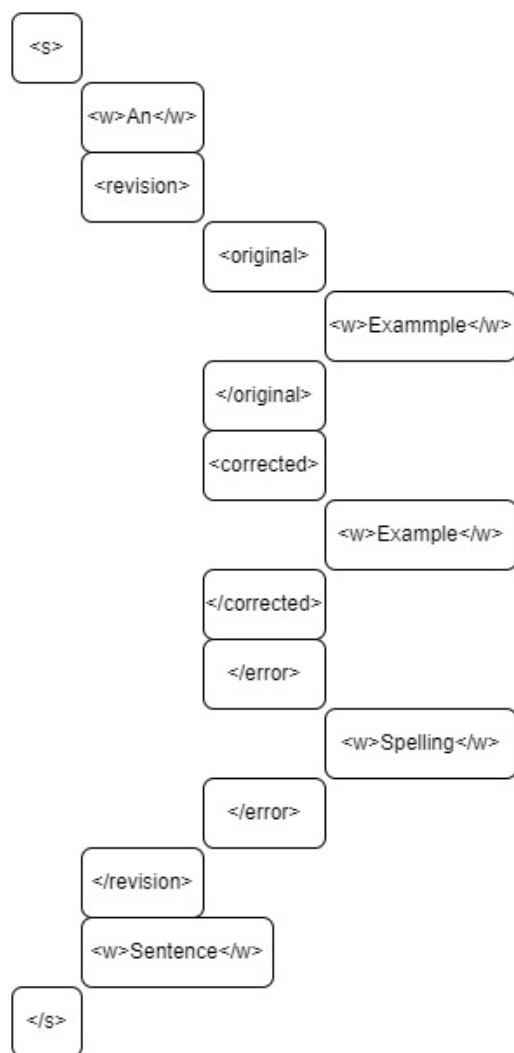 <s>
<w>An</w>
<revision>
<original>
<w>Exammple</w>
</original>
<corrected>
<w>Example</w>
</corrected>
</error>
<w>Spelling</w>
</error>
</revision>
<w>Sentence</w>
</s>